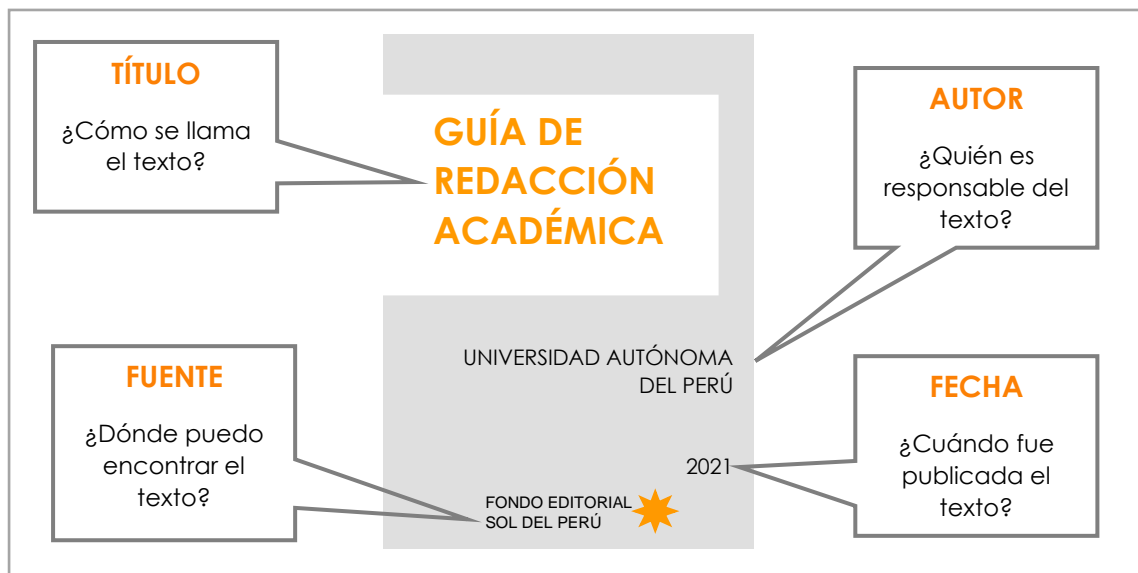 TÍTULO
¿Cómo se llama
el texto?
GUÍA DE
REDACCIÓN
ACADÉMICA
AUTOR
¿Quién es
responsable del
texto?
UNIVERSIDAD AUTÓNOMA
DEL PERÚ
FUENTE
¿Dónde puedo
encontrar el
texto?
FECHA
¿Cuándo fue
publicada el
texto?
2021
FONDO EDITORIAL
SOL DEL PERÚ